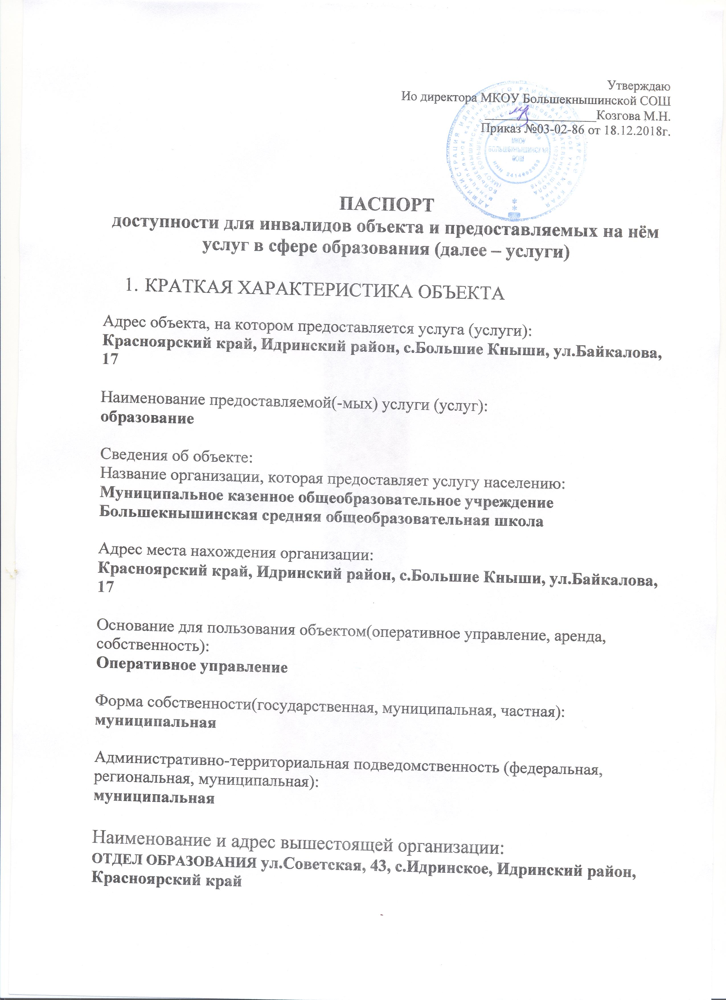 Утверждаю
Ио директора МКОУ Большекнышинской СОШ
Козгова М.Н.
Приказ №03-02-86 от 18.12.2018г.
МКОУ
БОЛЬШЕКНЫШИНСКАЯ
СОШ
ПАСПОРТ
доступности для инвалидов объекта и предоставляемых на нём
услуг в сфере образования (далее – услуги)
1. КРАТКАЯ ХАРАКТЕРИСТИКА ОБЪЕКТА
Адрес объекта, на котором предоставляется услуга (услуги):
Красноярский край, Идринский район, с.Большие Кныши, ул.Байкалова,
17
Наименование предоставляемой(-мых) услуги (услуг):
образование
Сведения об объекте:
Название организации, которая предоставляет услугу населению:
Муниципальное казенное общеобразовательное учреждение
Большекнышинская средняя общеобразовательная школа
Адрес места нахождения организации:
Красноярский край, Идринский район, с.Большие Кныши, ул.Байкалова,
17
Основание для пользования объектом(оперативное управление, аренда,
собственность):
Оперативное управление
Форма собственности(государственная, муниципальная, частная):
муниципальная
Административно-территориальная подведомственность (федеральная,
региональная, муниципальная):
муниципальная
Наименование и адрес вышестоящей организации:
ОТДЕЛ ОБРАЗОВАНИЯ ул.Советская, 43, с.Идринское, Идринский район,
Красноярский край